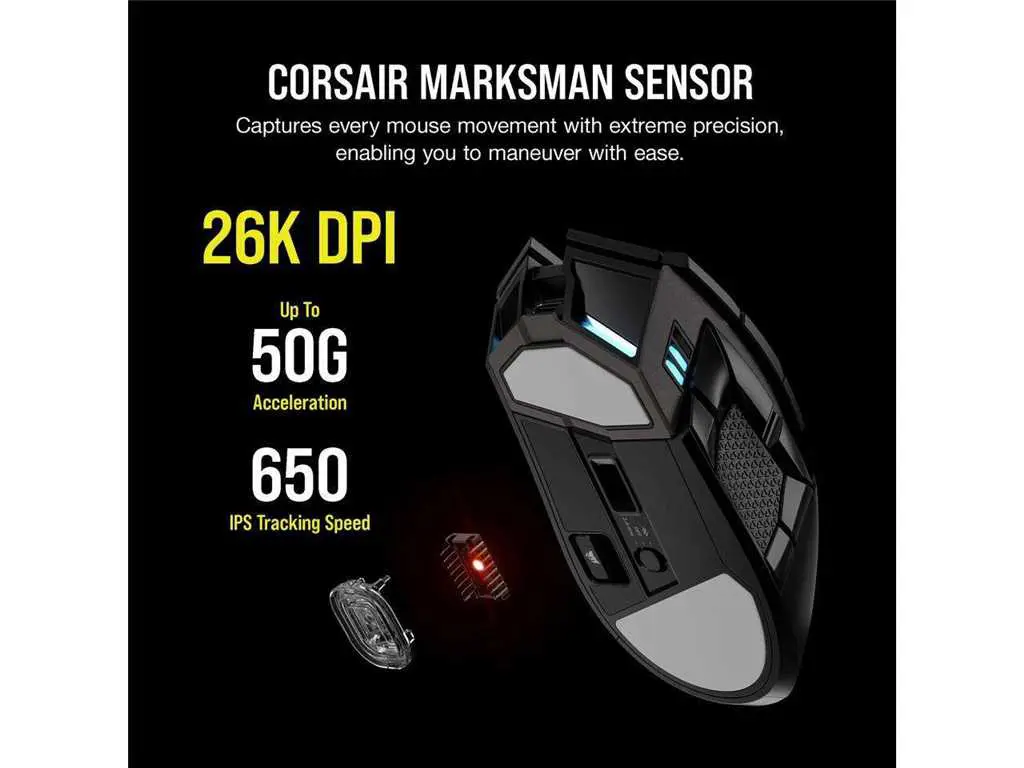 CORSAIR MARKSMAN SENSOR
Captures every mouse movement with extreme precision,
enabling you to maneuver with ease.
26K DPI
Up To
50G
Acceleration
650
IPS Tracking Speed